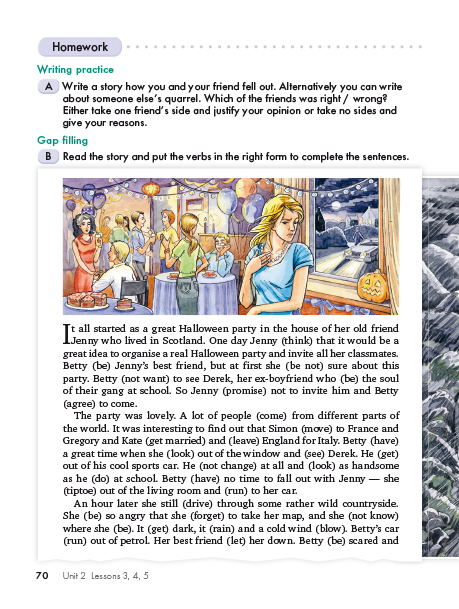 Homework
Writing practice
A Write a story how you and your friend fell out. Alternatively you can write
about someone else's quarrel. Which of the friends was right / wrong?
Either take one friend's side and justify your opinion or take no sides and
give your reasons.
Gap filling
B Read the story and put the verbs in the right form to complete the sentences.
It all started as a great Halloween party in the house of her old friend
Jenny who lived in Scotland. One day Jenny (think) that it would be a
great idea to organise a real Halloween party and invite all her classmates.
Betty (be) Jenny's best friend, but at first she (be not) sure about this
party. Betty (not want) to see Derek, her ex-boyfriend who (be) the soul
of their gang at school. So Jenny (promise) not to invite him and Betty
(agree) to come.
The party was lovely. A lot of people (come) from different parts of
the world. It was interesting to find out that Simon (move) to France and
Gregory and Kate (get married) and (leave) England for Italy. Betty (have)
a great time when she (look) out of the window and (see) Derek. He (get)
out of his cool sports car. He (not change) at all and (look) as handsome
as he (do) at school. Betty (have) no time to fall out with Jenny — she
(tiptoe) out of the living room and (run) to her car.
An hour later she still (drive) through some rather wild countryside.
She (be) so angry that she (forget) to take her map, and she (not know)
where she (be). It (get) dark, it (rain) and a cold wind (blow). Betty's car
(run) out of petrol. Her best friend (let) her down. Betty (be) scared and
70 Unit 2 Lessons 3, 4, 5